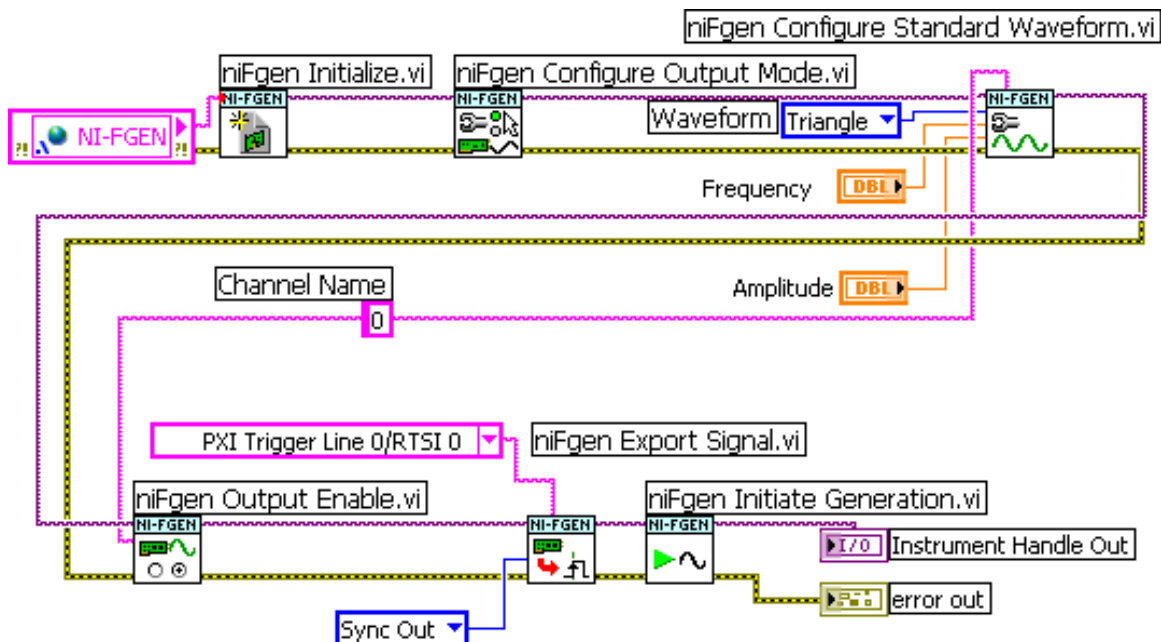 niFgen Configure Standard Waveform.vi
niFgen Initialize.vi
niFgen Configure Output Mode.vi
NI-FGEN
NI-FGEN
NI-FGEN
Waveform
Triangle
?!
NI-FGEN
?!
Frequency
DBL
Channel Name
Amplitude
DBL
0
PXI Trigger Line 0/RTSI 0
niFgen Export Signal.vi
niFgen Output Enable.vi
niFgen Initiate Generation.vi
NI-FGEN
NI-FGEN
NI-FGEN
I/O
Instrument Handle Out
error out
Sync Out